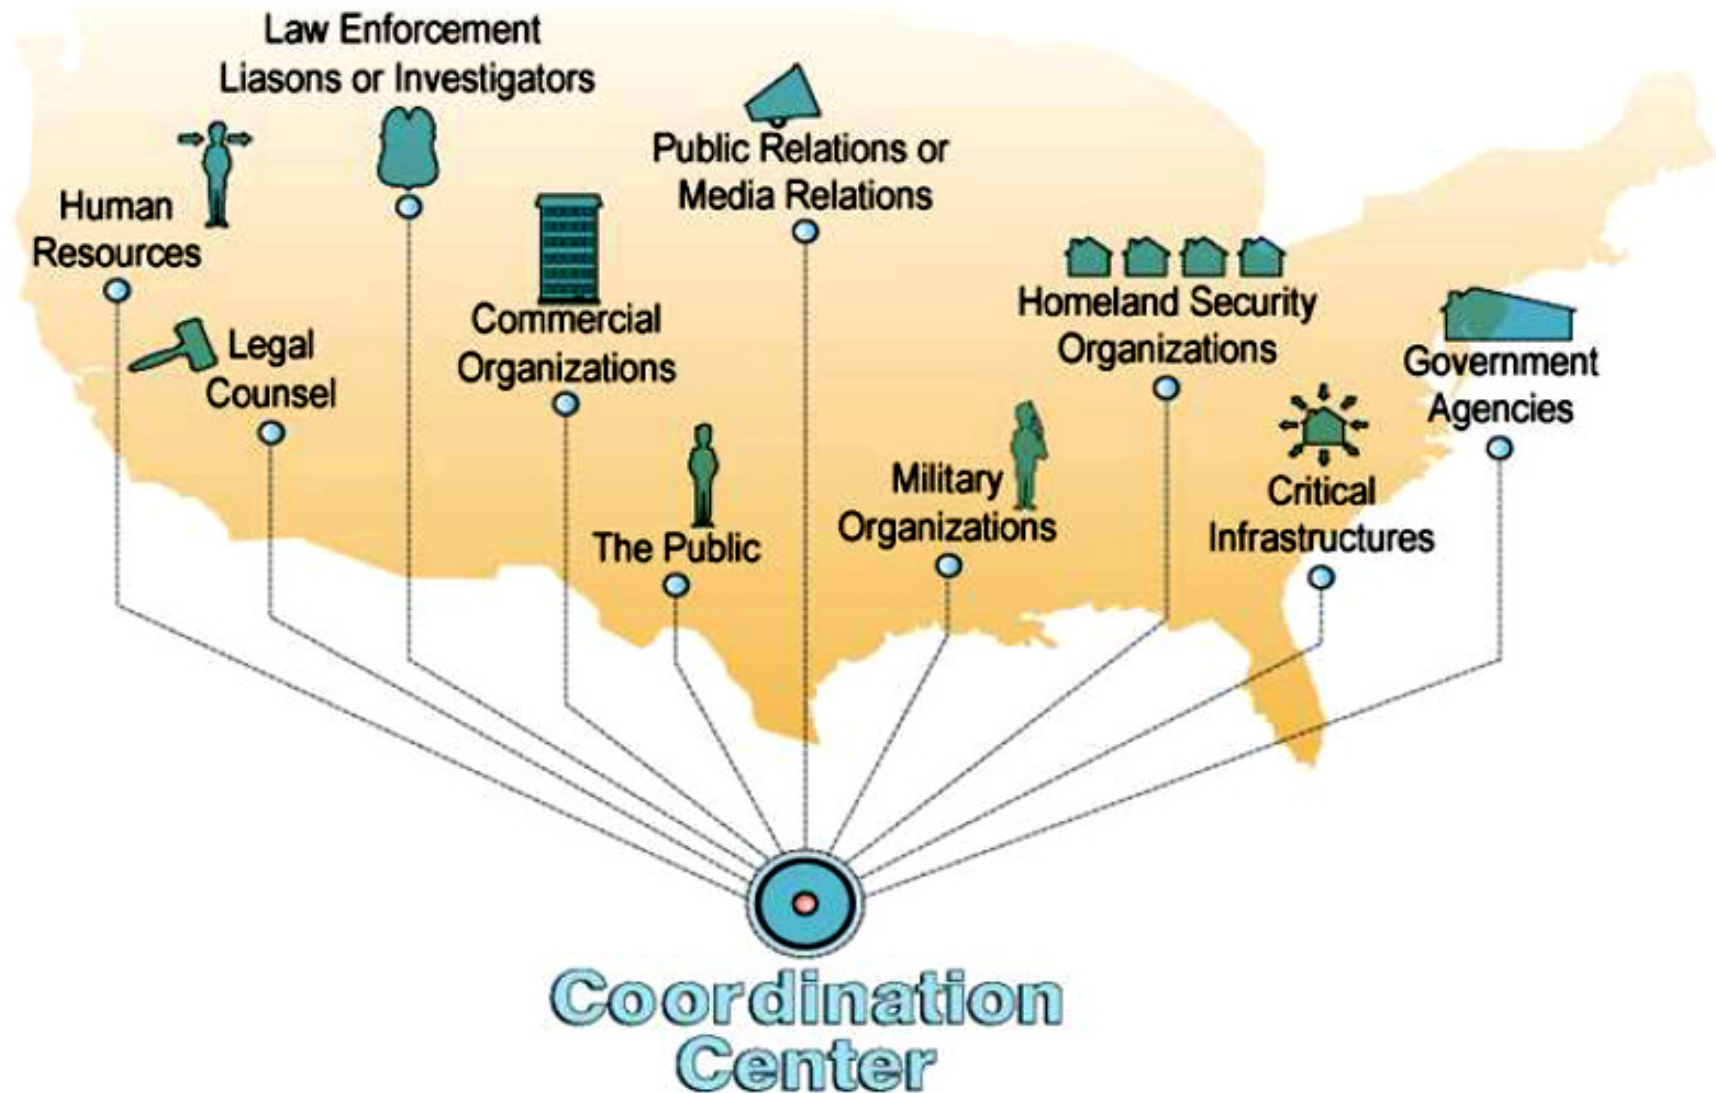 Law Enforcement
Liasons or Investigators
Public Relations or
Media Relations
Human
Resources
Legal
Counsel
Commercial
Organizations
Homeland Security
Organizations
Government
Agencies
The Public
Military
Organizations
Critical
Infrastructures
Coordination
Center